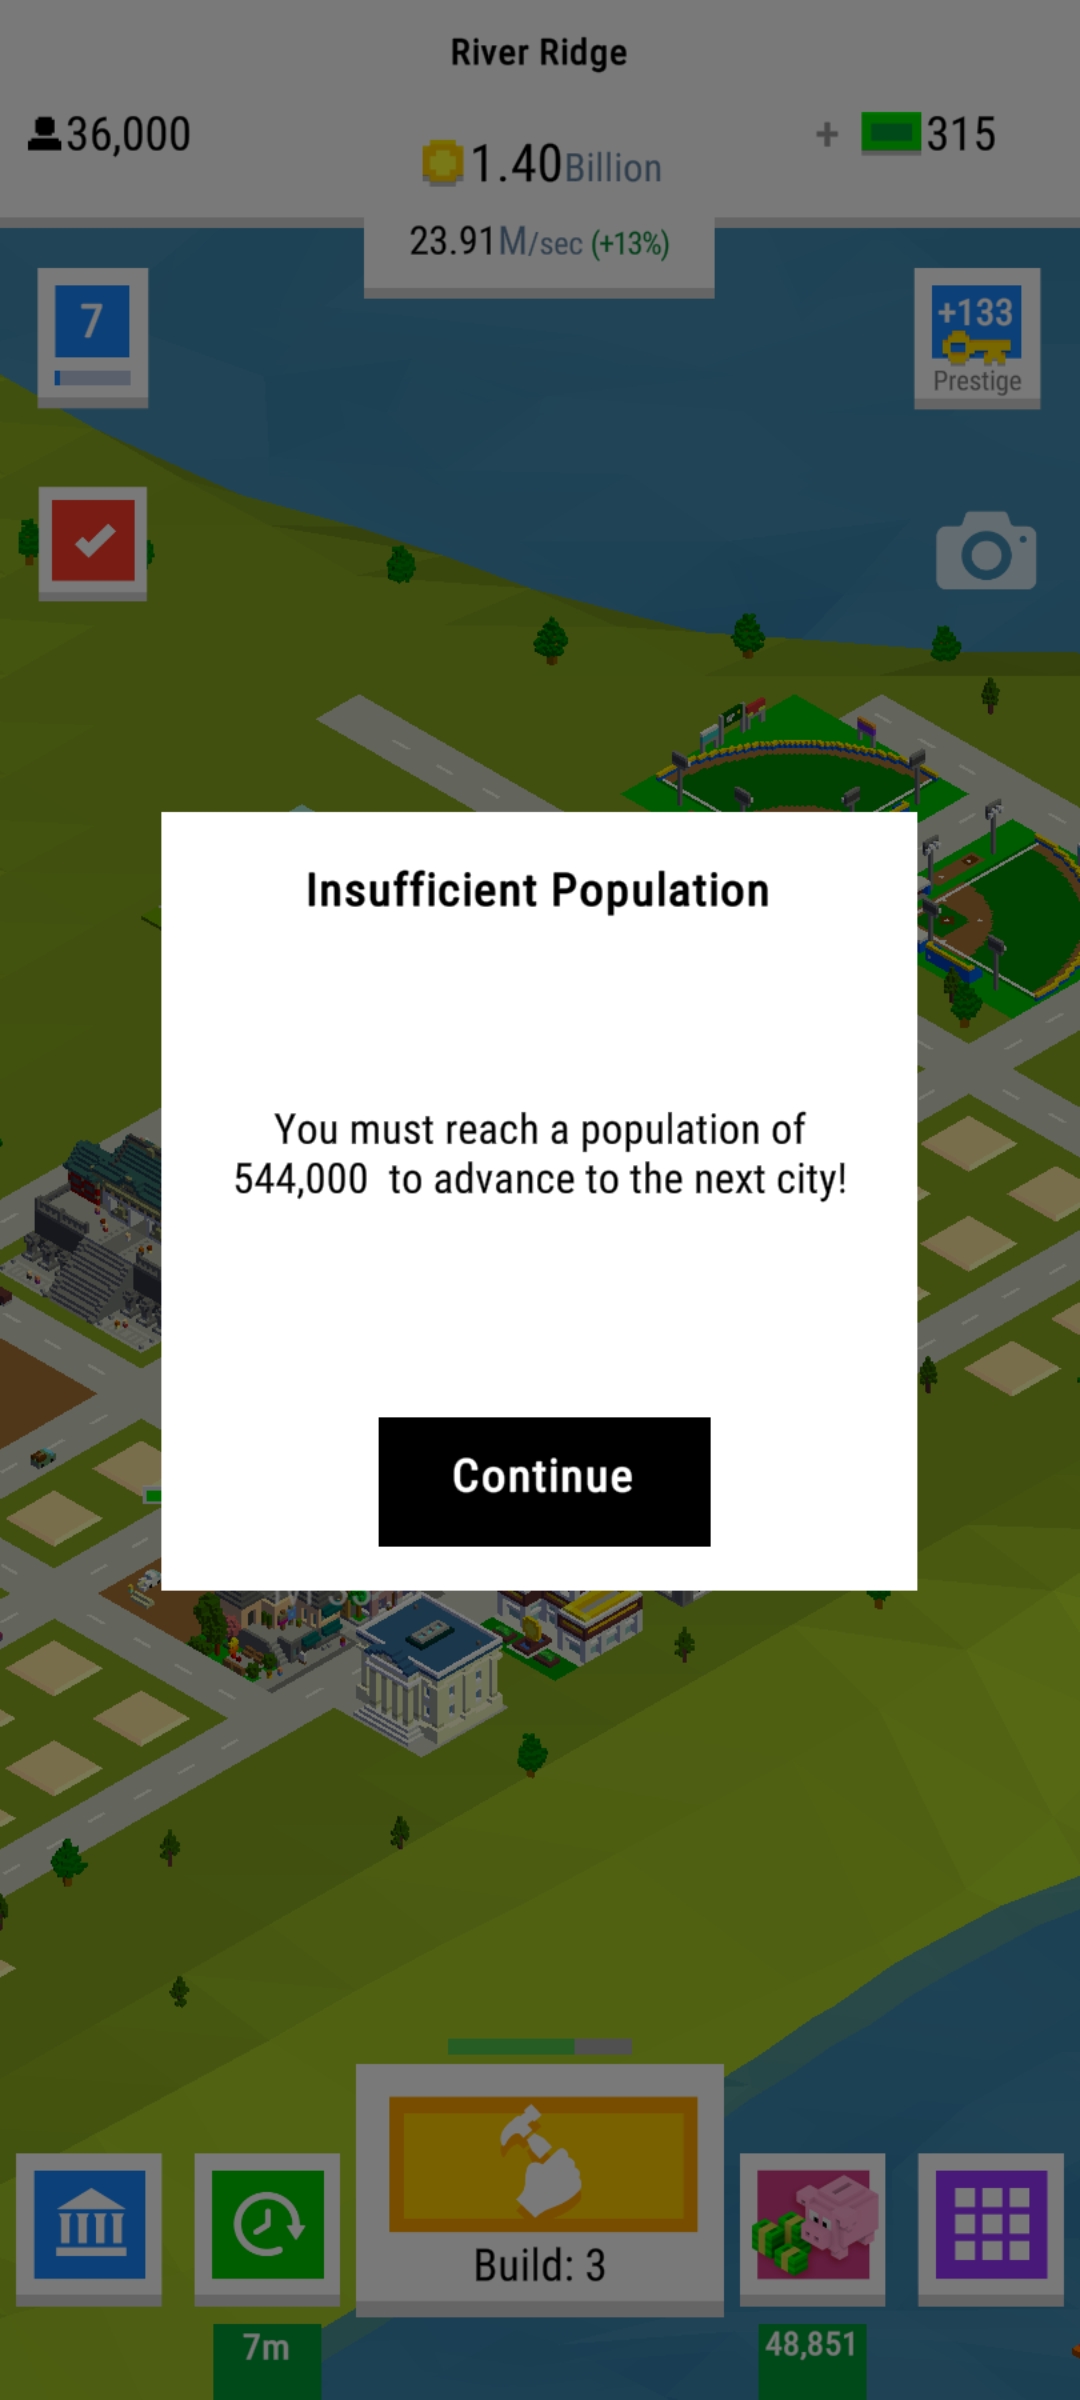 River Ridge
36,000
1.40Billion
+ 315
23.91M/sec (+13%)
7
+133
Prestige
Insufficient Population
You must reach a population of
544,000 to advance to the next city!
Continue
Build: 3
7m
48,851